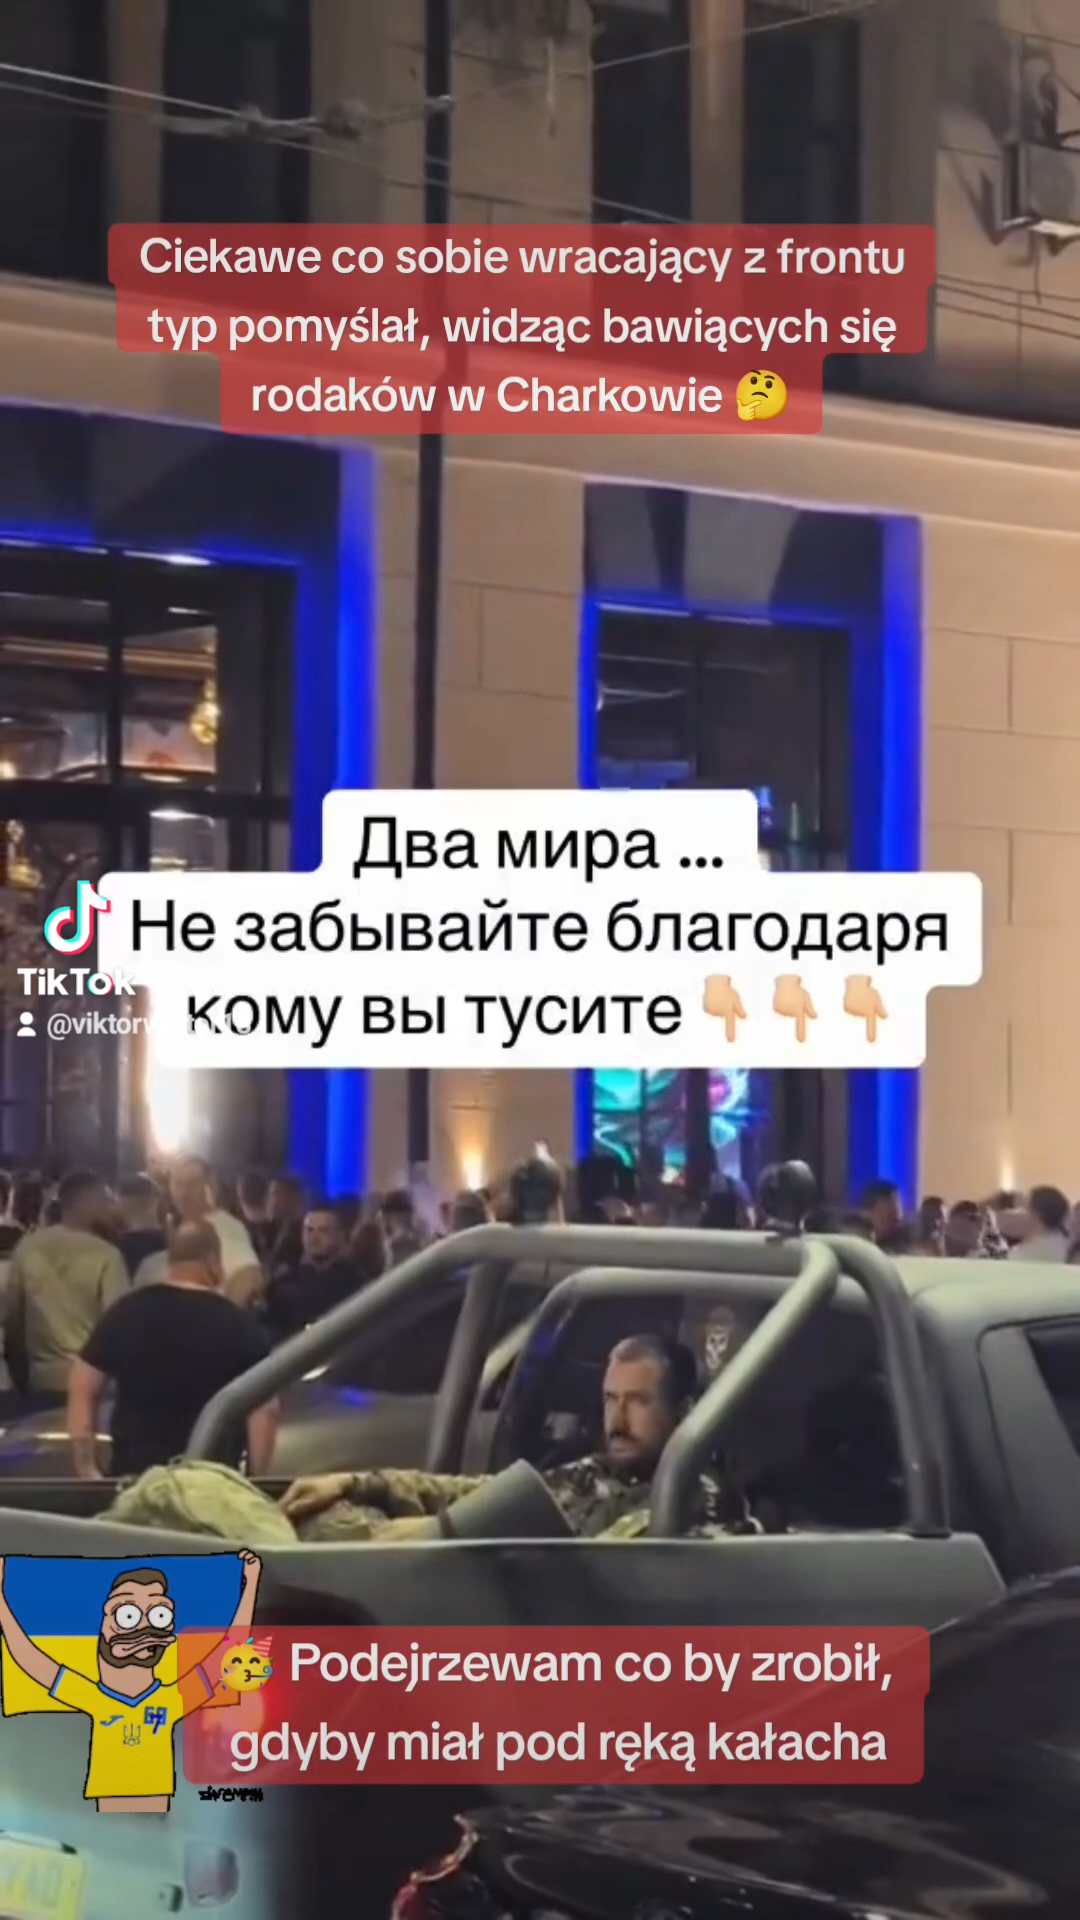 Ciekawe co sobie wracający z frontu
typ pomyślał, widząc bawiących się
rodaków w Charkowie 🤔
Два мира ...
Не забывайте благодаря
кому вы тусите 👇🏻👇🏻👇🏻
TikTok
🥳 Podejrzewam co by zrobił,
gdyby miał pod ręką kałacha